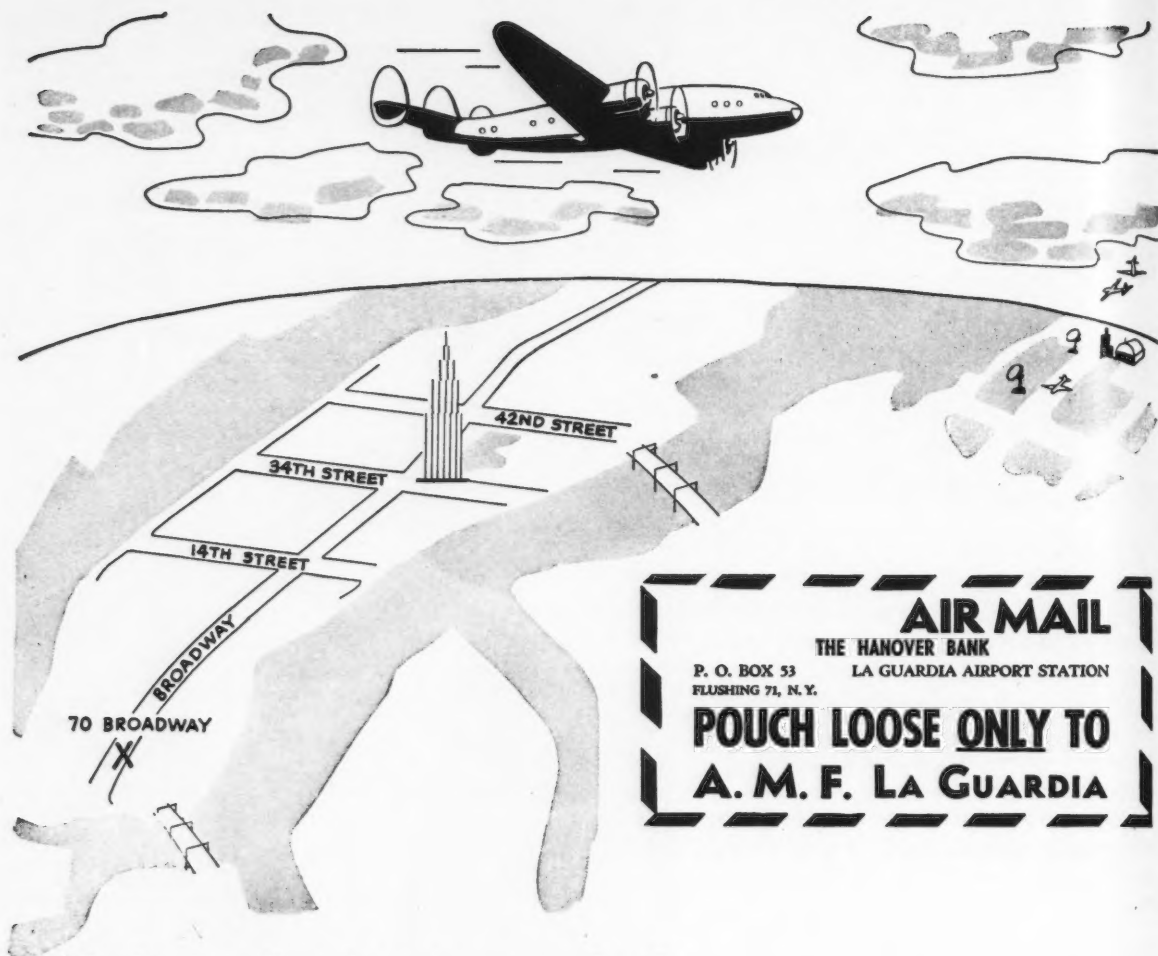 42ND STREET
34TH STREET
14TH STREET
BROADWAY
70 BROADWAY
X
AIR MAIL
THE HANOVER BANK
P. O. BOX 53 LA GUARDIA AIRPORT STATION
FLUSHING 71, N. Y.
POUCH LOOSE ONLY TO
A. M. F. LA GUARDIA